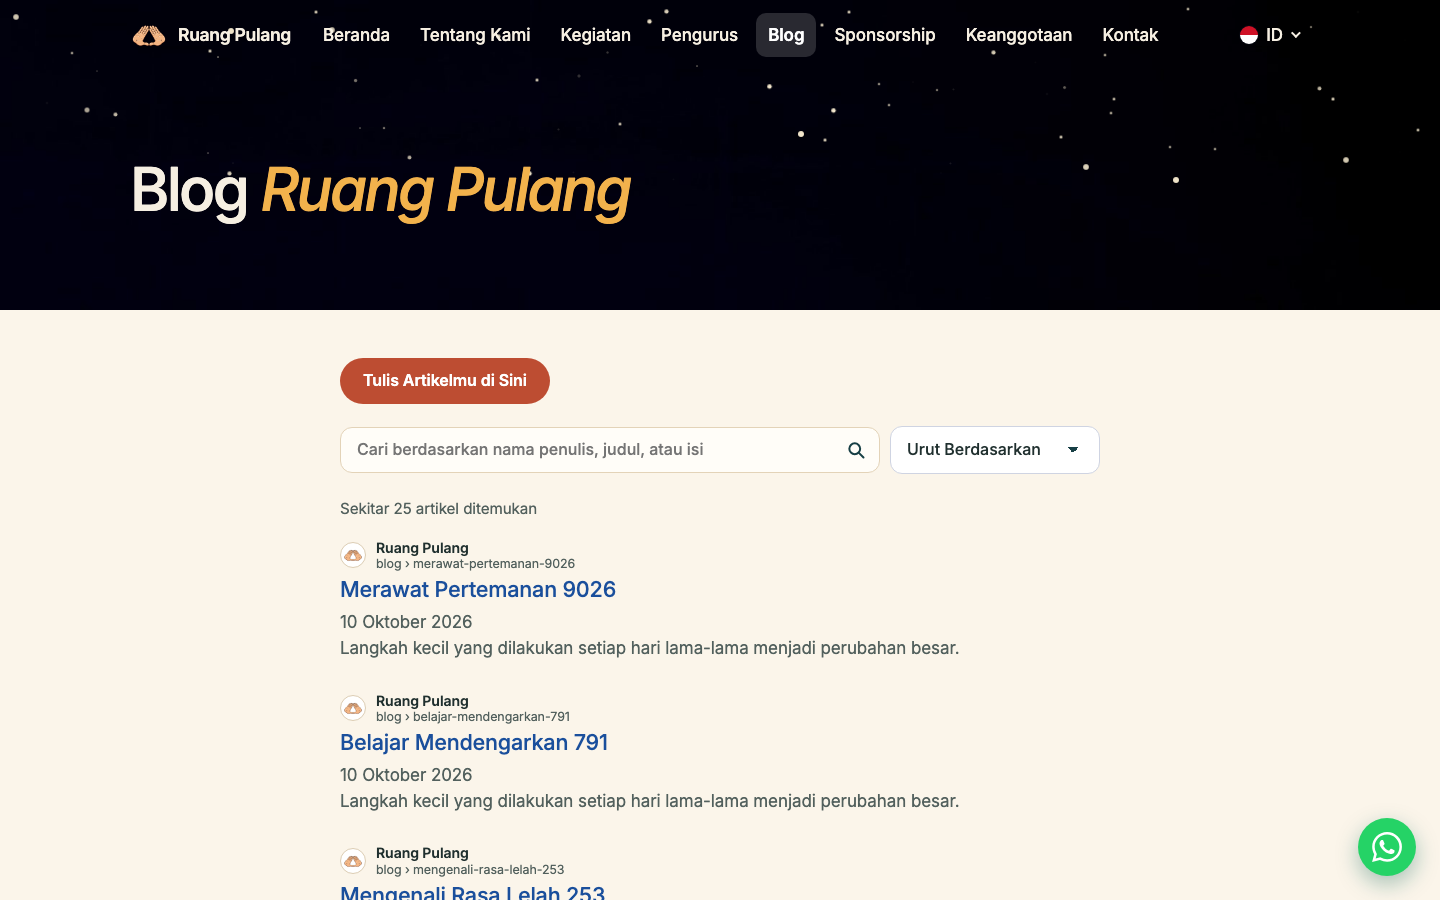 Ruang Pulang
Beranda
Tentang Kami
Kegiatan
Pengurus
Blog
Sponsorship
Keanggotaan
Kontak
ID
Blog Ruang Pulang
Tulis Artikelmu di Sini
Cari berdasarkan nama penulis, judul, atau isi
Urut Berdasarkan
Sekitar 25 artikel ditemukan
Ruang Pulang
blog › merawat-pertemanan-9026
Merawat Pertemanan 9026
10 Oktober 2026
Langkah kecil yang dilakukan setiap hari lama-lama menjadi perubahan besar.
Ruang Pulang
blog › belajar-mendengarkan-791
Belajar Mendengarkan 791
10 Oktober 2026
Langkah kecil yang dilakukan setiap hari lama-lama menjadi perubahan besar.
Ruang Pulang
blog › mengenali-rasa-lelah-253
Mengenali Rasa Lelah 253